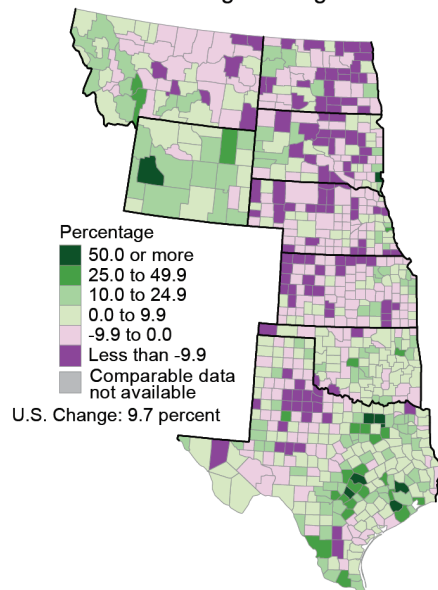 Percentage
50.0 or more
25.0 to 49.9
10.0 to 24.9
0.0 to 9.9
-9.9 to 0.0
Less than -9.9
Comparable data
not available
U.S. Change: 9.7 percent